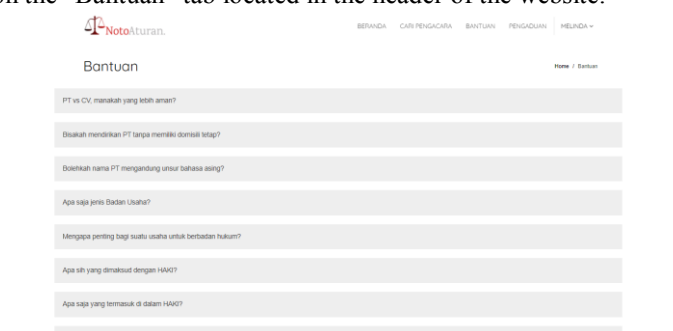 on the "Bantuan" tab located in the header of the website.
NotoAturan.
BERANDA CARI PENGACARA BANTUAN PENGADUAN MELINDA
Bantuan
Home / Bantuan
PT vs CV, manakah yang lebih aman?
Bisakah mendirikan PT tanpa memiliki domisili tetap?
Bolehkah nama PT mengandung unsur bahasa asing?
Apa saja jenis Badan Usaha?
Mengapa penting bagi suatu usaha untuk berbadan hukum?
Apa sih yang dimaksud dengan HAKI?
Apa saja yang termasuk di dalam HAKI?